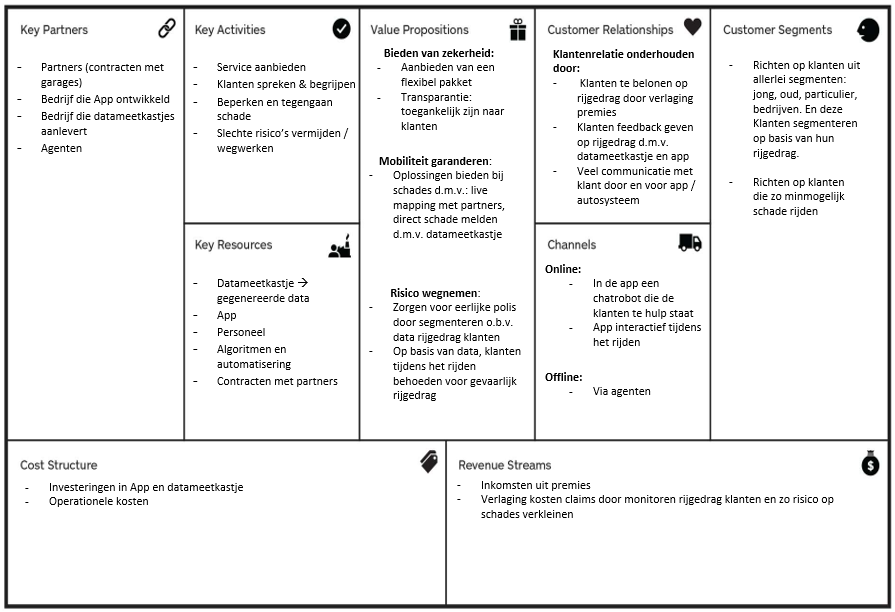 Key Partners
- Partners (contracten met
garages)
- Bedrijf die App ontwikkeld
- Bedrijf die datameetkastjes
aanlevert
- Agenten
Key Activities
- Service aanbieden
- Klanten spreken & begrijpen
- Beperken en tegengaan
schade
- Slechte risico's vermijden /
wegwerken
Key Resources
- Datameetkastje →
gegenereerde data
- App
- Personeel
- Algoritmen en
automatisering
- Contracten met partners
Value Propositions
Bieden van zekerheid:
- Aanbieden van een
flexibel pakket
- Transparantie:
toegankelijk zijn naar
klanten
Mobiliteit garanderen:
- Oplossingen bieden bij
schades d.m.v.: live
mapping met partners,
direct schade melden
d.m.v. datameetkastje
Risico wegnemen:
- Zorgen voor eerlijke polis
door segmenteren o.b.v.
data rijgedrag klanten
- Op basis van data, klanten
tijdens het rijden
behoeden voor gevaarlijk
rijgedrag
Customer Relationships
Klantenrelatie onderhouden
door:
- Klanten te belonen op
rijgedrag door verlaging
premies
- Klanten feedback geven
op rijgedrag d.m.v.
datameetkastje en app
- Veel communicatie met
klant door en voor app /
autosysteem
Channels
Online:
- In de app een
chatrobot die de
klanten te hulp staat
- App interactief tijdens
het rijden
Offline:
- Via agenten
Customer Segments
- Richten op klanten uit
allerlei segmenten:
jong, oud, particulier,
bedrijven. En deze
Klanten segmenteren
op basis van hun
rijgedrag.
- Richten op klanten
die zo minmogelijk
schade rijden
Cost Structure
- Investeringen in App en datameetkastje
- Operationele kosten
Revenue Streams
- Inkomsten uit premies
- Verlaging kosten claims door monitoren rijgedrag klanten en zo risico op
schades verkleinen
$